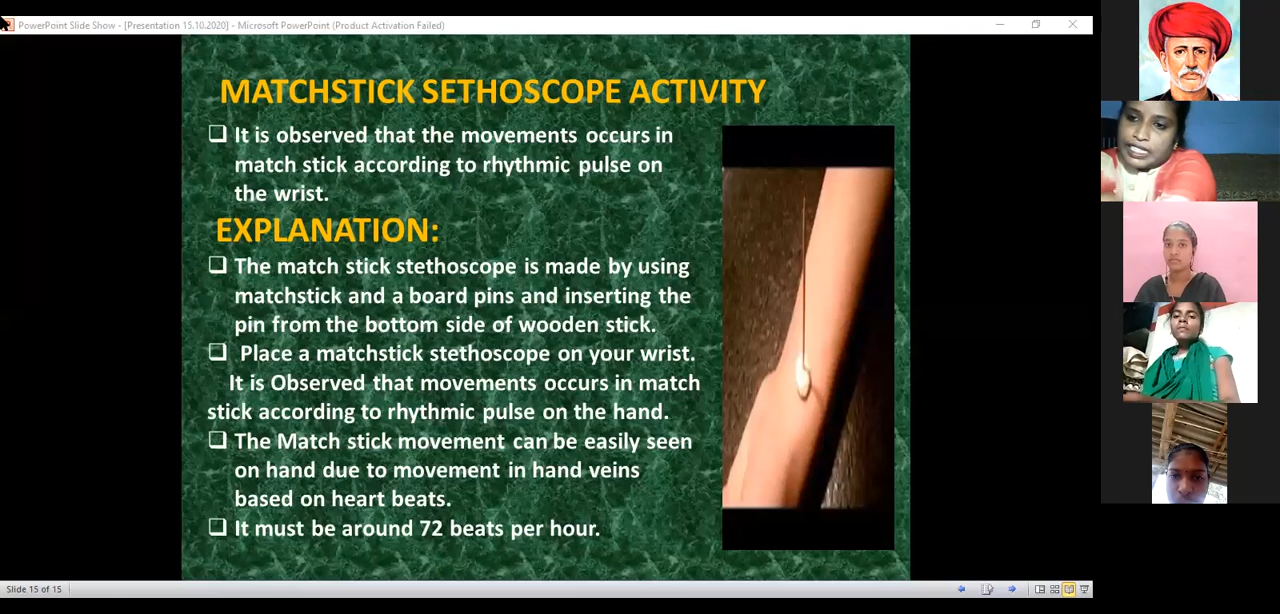 PowerPoint Slide Show - [Presentation 15.10.2020] - Microsoft PowerPoint (Product Activation Failed)
MATCHSTICK SETHOSCOPE ACTIVITY
It is observed that the movements occurs in
match stick according to rhythmic pulse on
the wrist.
EXPLANATION:
The match stick stethoscope is made by using
matchstick and a board pins and inserting the
pin from the bottom side of wooden stick.
Place a matchstick stethoscope on your wrist.
It is Observed that movements occurs in match
stick according to rhythmic pulse on the hand.
The Match stick movement can be easily seen
on hand due to movement in hand veins
based on heart beats.
It must be around 72 beats per hour.
Slide 15 of 15